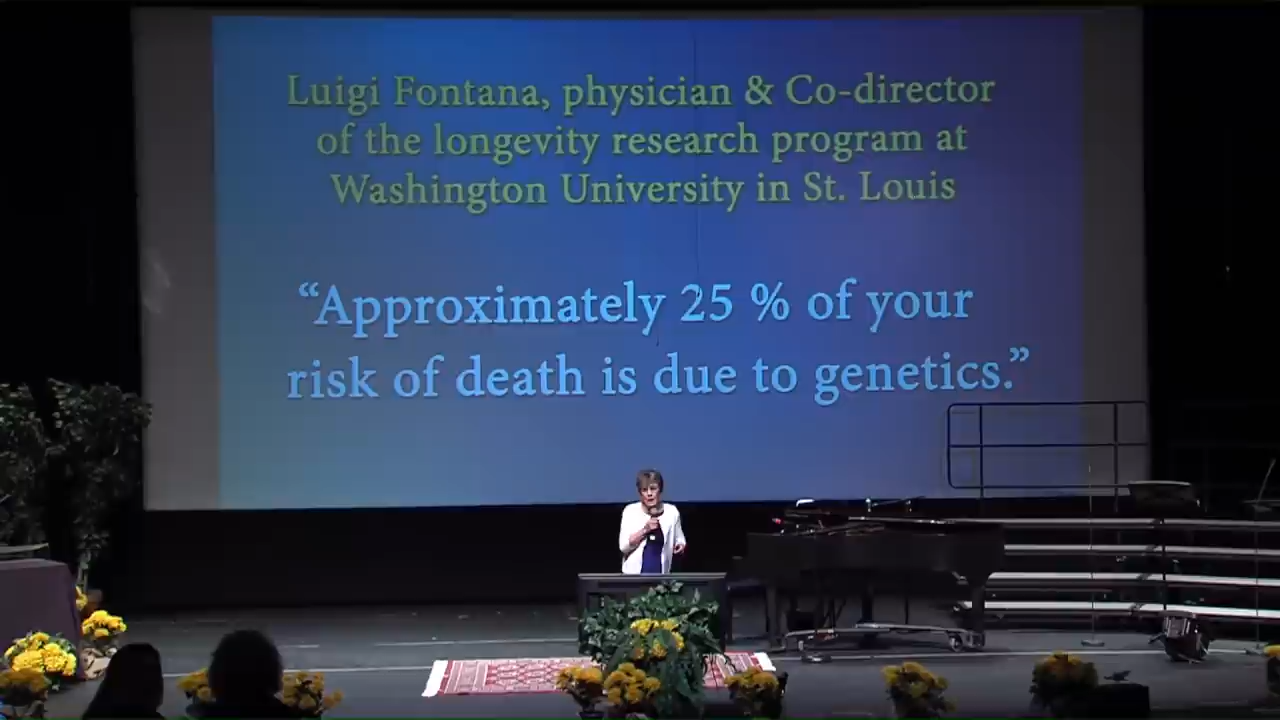 Luigi Fontana, physician & Co-director
of the longevity research program at
Washington University in St. Louis
“Approximately 25 % of your
risk of death is due to genetics.”